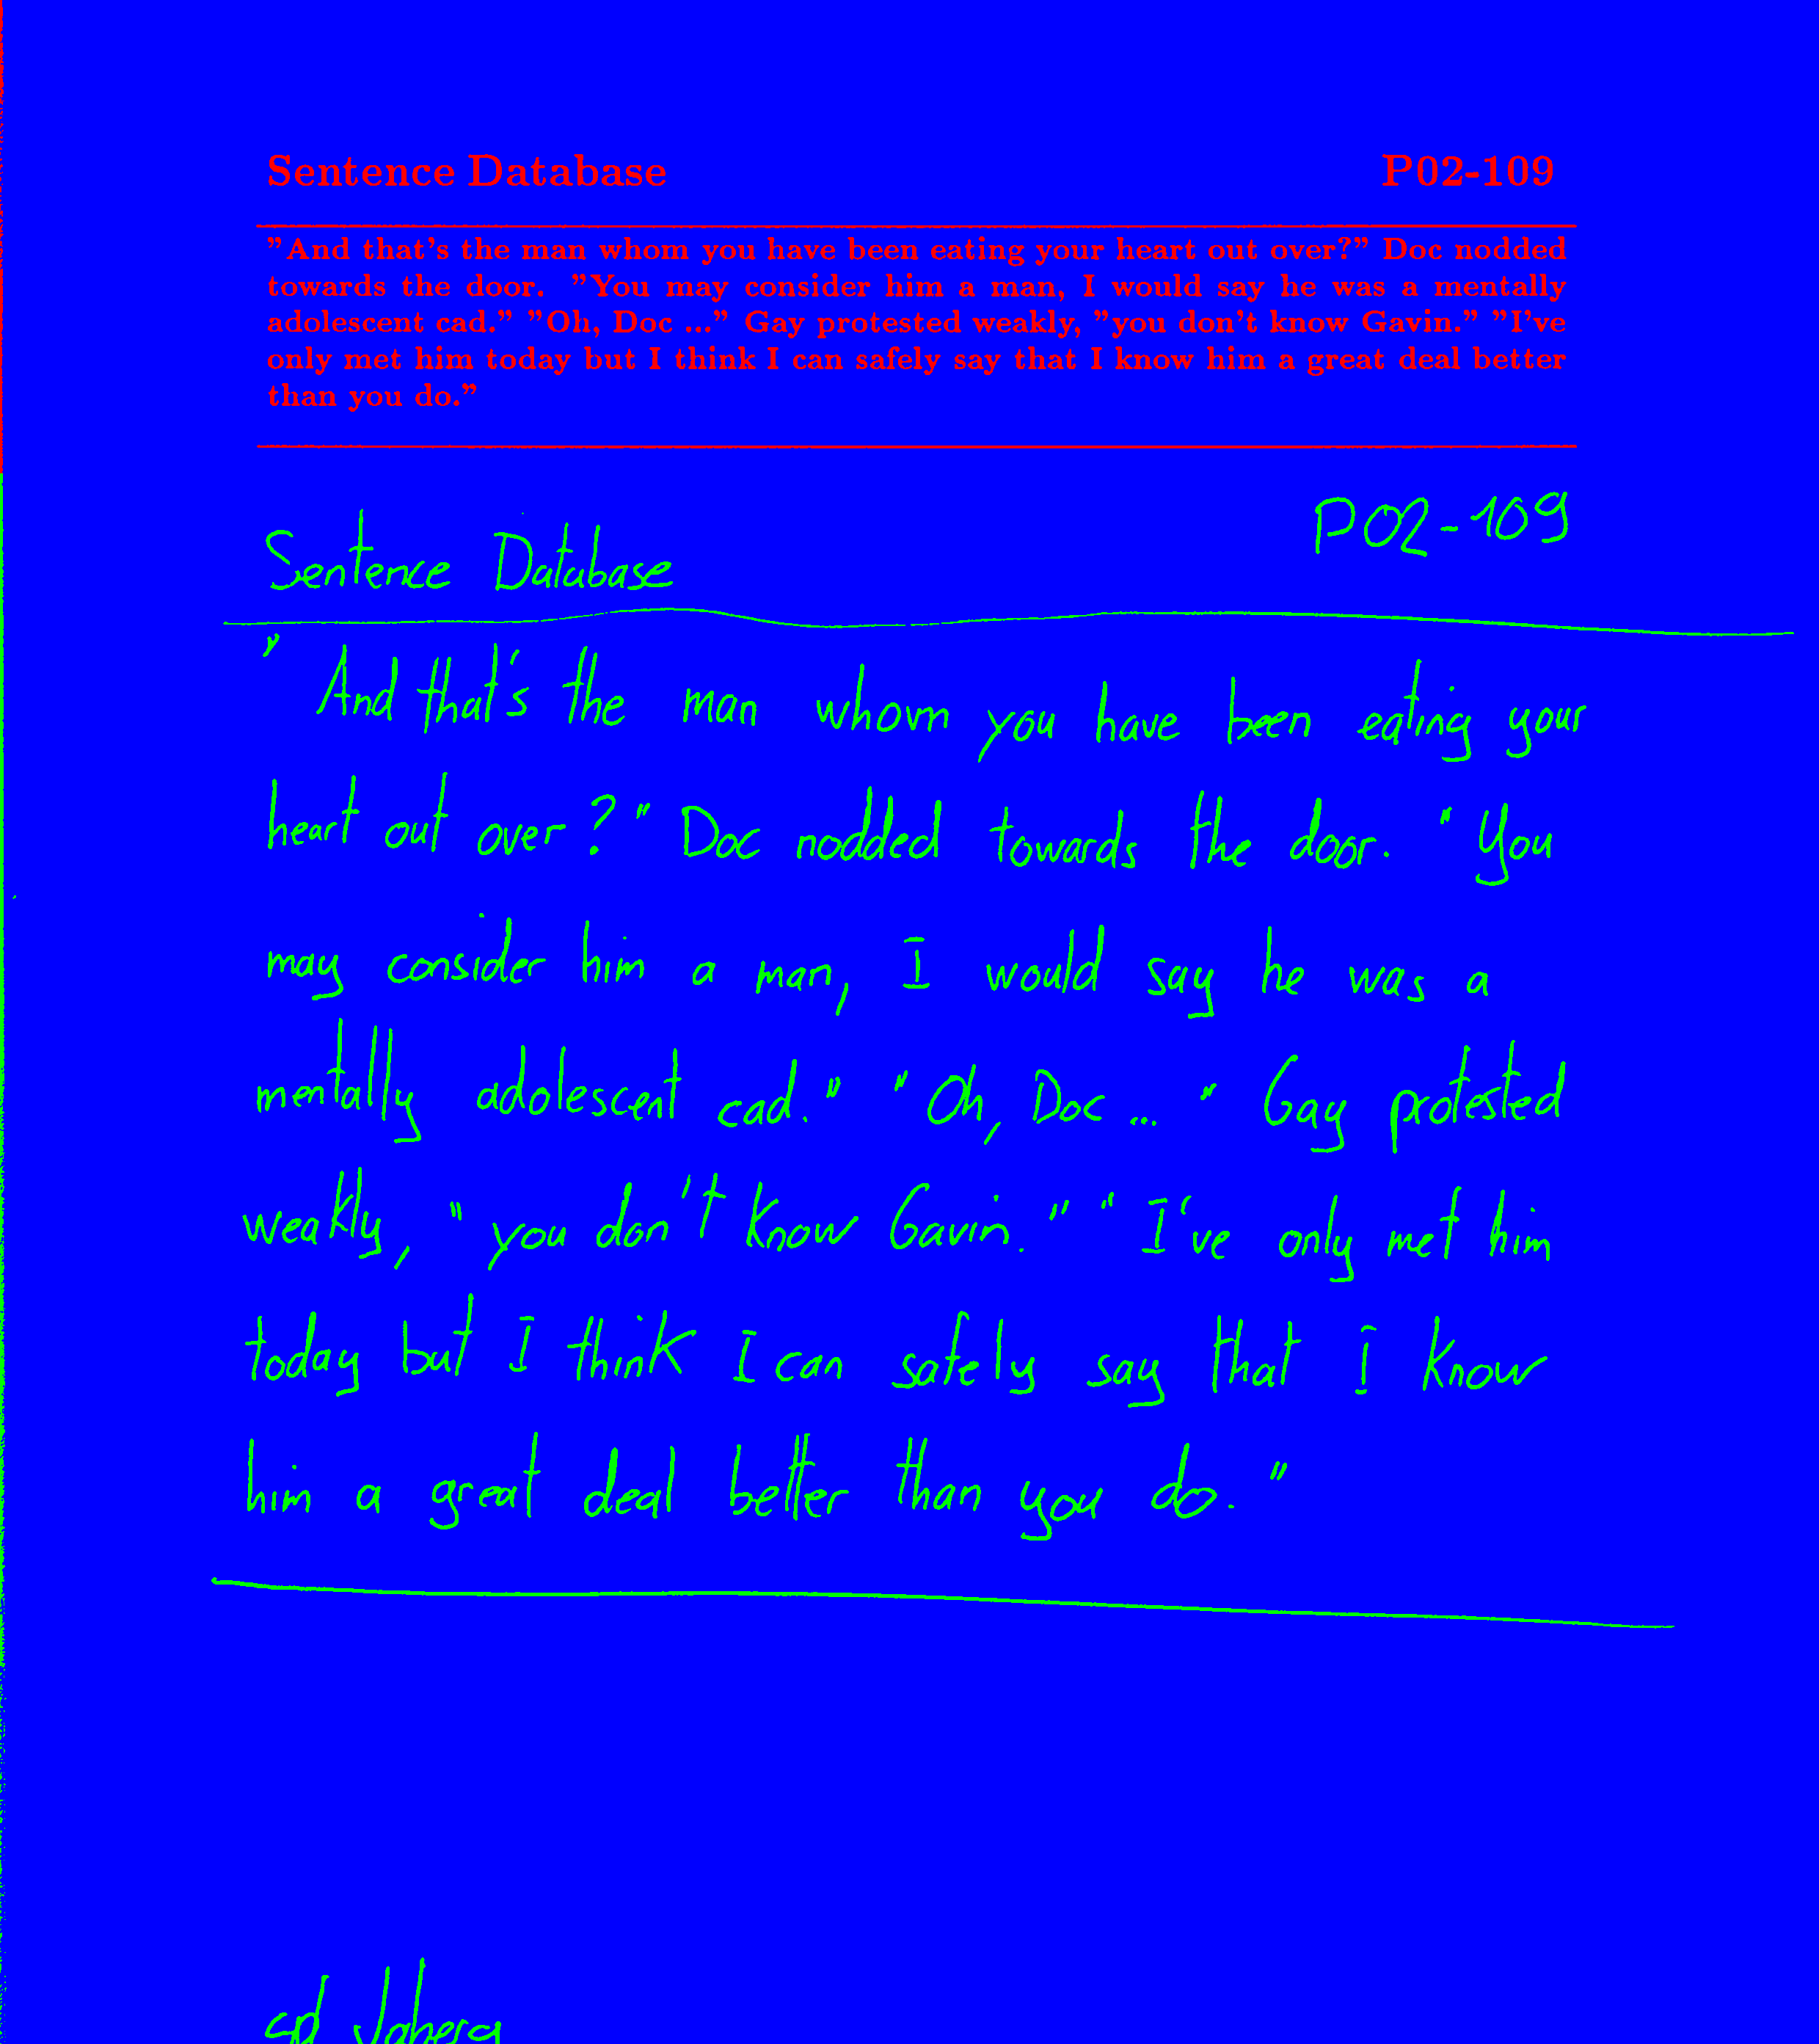 Sentence Database P02-109
"And that's the man whom you have been eating your heart out over?" Doc nodded
towards the door. "You may consider him a man, I would say he was a mentally
adolescent cad." "Oh, Doc ..." Gay protested weakly, "you don't know Gavin." "I've
only met him today but I think I can safely say that I know him a great deal better
than you do."
P02-109
Sentence Database
" And that's the man whom you have been eating your
heart out over?" Doc nodded towards the door. "You
may consider him a man, I would say he was a
mentally adolescent cad." "Oh, Doc ... " Gay protested
weakly, "you don't know Gavin." "I've only met him
today but I think I can safely say that I know
him a great deal better than you do."